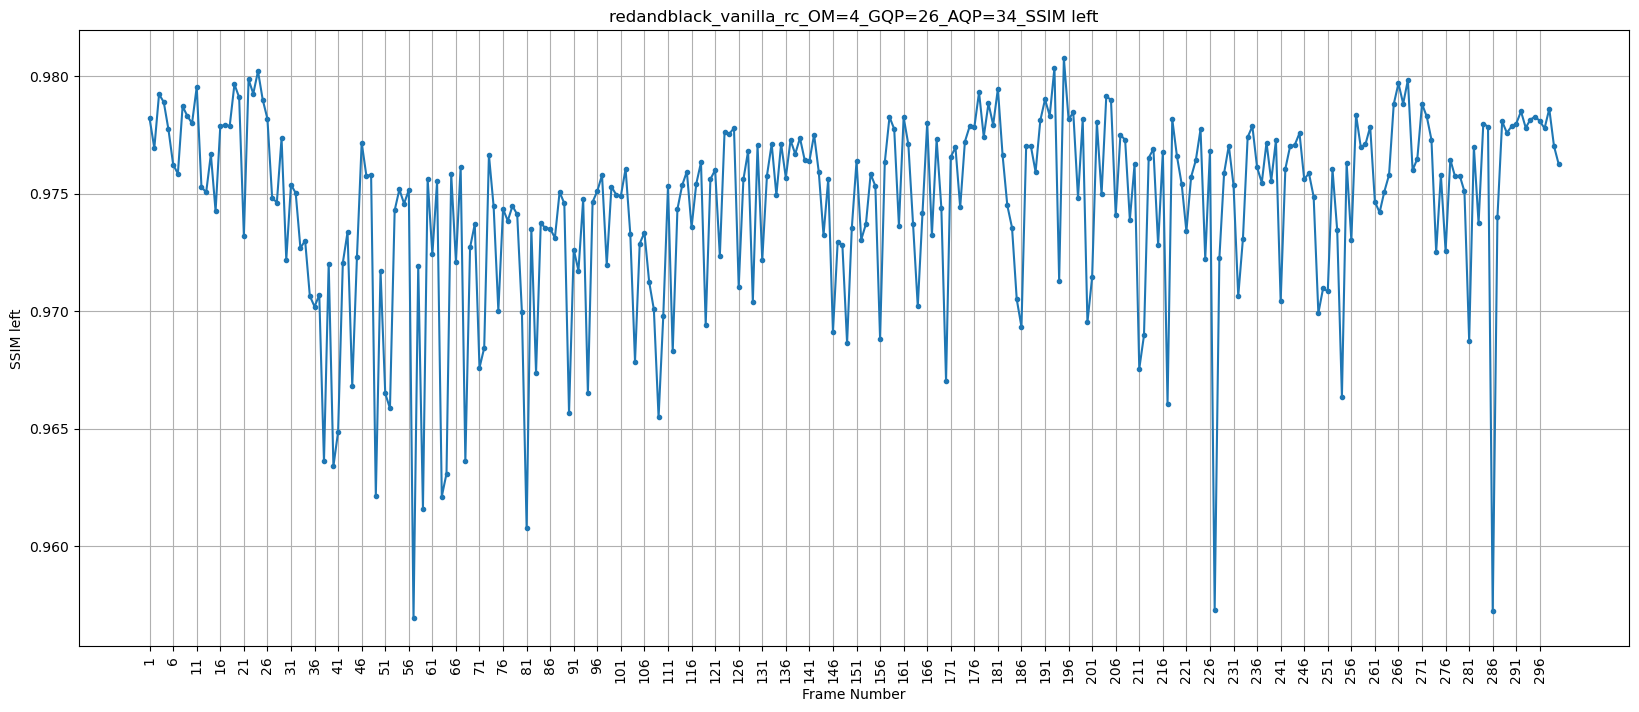 redandblack_vanilla_rc_OM=4_GQP=26_AQP=34_SSIM left
0.980
0.975
0.970
0.965
0.960
SSIM left
1 6 11 16 21 26 31 36 41 46 51 56 61 66 71 76 81 86 91 96 101 106 111 116 121 126 131 136 141 146 151 156 161 166 171 176 181 186 191 196 201 206 211 216 221 226 231 236 241 246 251 256 261 266 271 276 281 286 291 296
Frame Number